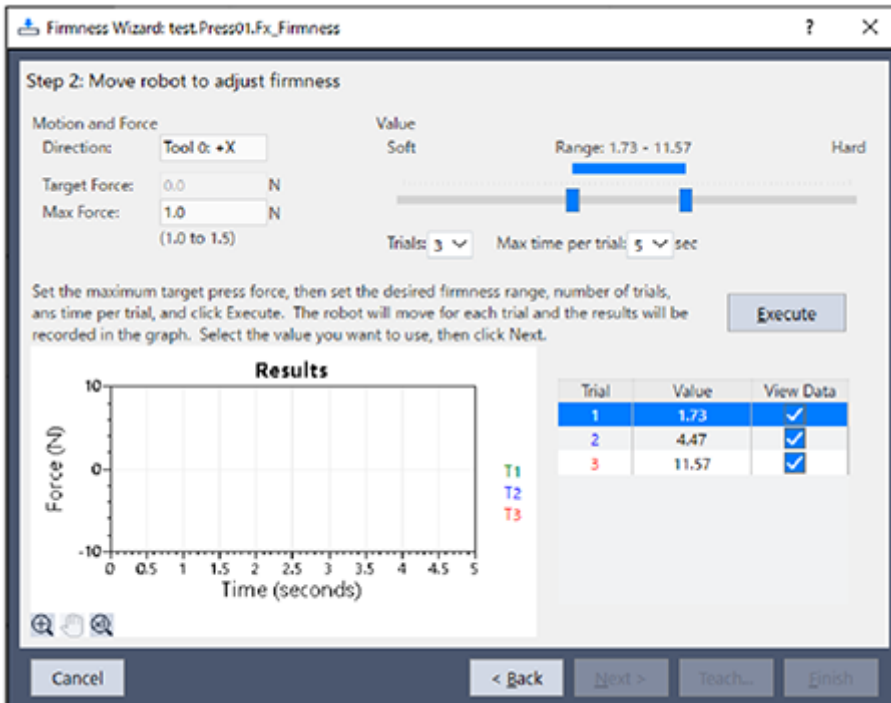 Firmness Wizard: test.Press01.Fx_Firmness ? X
Step 2: Move robot to adjust firmness
Motion and Force
Direction: Tool 0: +X
Target Force: 0.0 N
Max Force: 1.0 N
(1.0 to 1.5)
Value
Soft Range: 1.73 - 11.57 Hard
Trials: 3 Max time per trial: 5 sec
Set the maximum target press force, then set the desired firmness range, number of trials,
ans time per trial, and click Execute. The robot will move for each trial and the results will be
recorded in the graph. Select the value you want to use, then click Next.
Execute
Results
Force (N)
10
0
-10
0 0.5 1 1.5 2 2.5 3 3.5 4 4.5 5
Time (seconds)
T1
T2
T3
Trial Value View Data
1 1.73
2 4.47
3 11.57
Cancel < Back Next > Teach... Finish